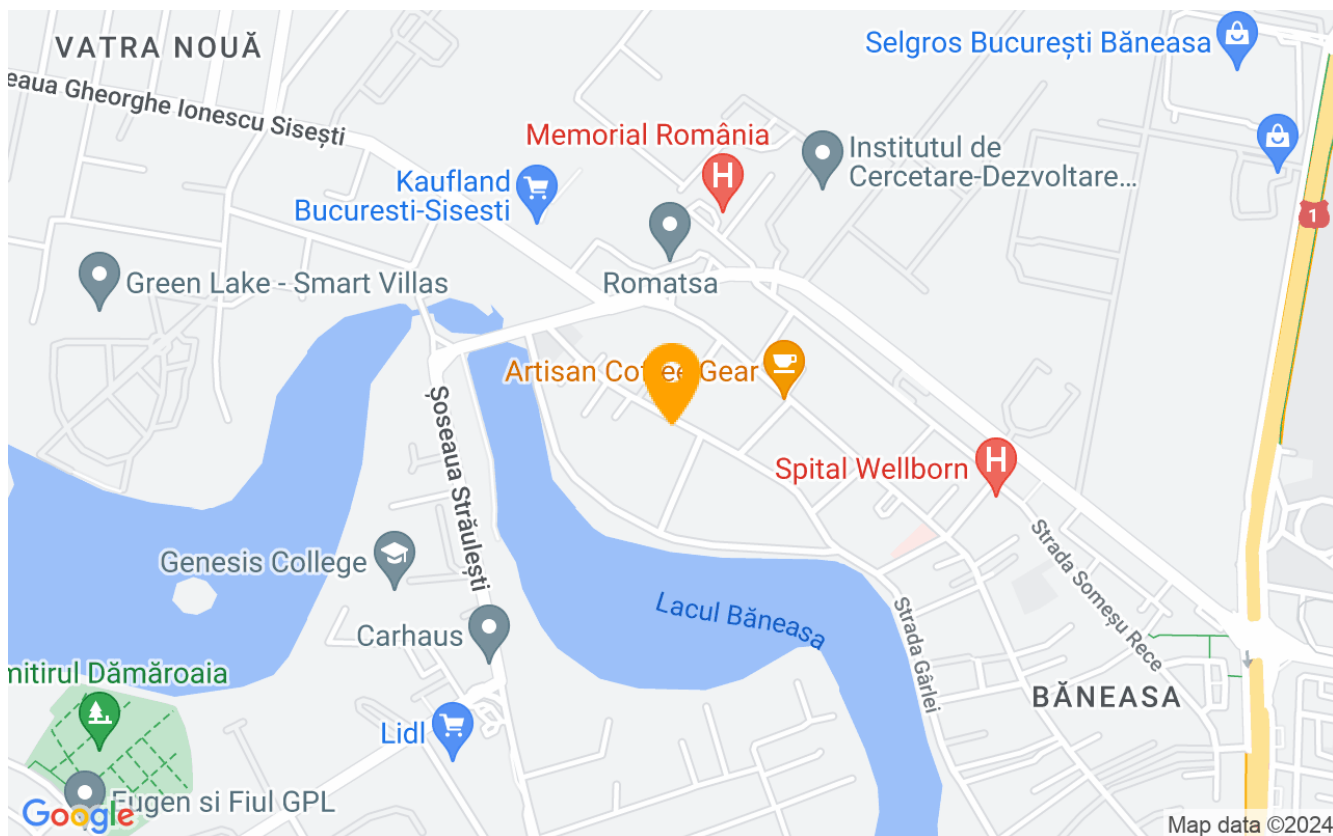 VATRA NOUĂ
Selgros București Băneasa
eaua Gheorghe Ionescu Sisești
Memorial România
Institutul de
Cercetare-Dezvoltare...
Kaufland
Bucuresti-Sisesti
1
Green Lake - Smart Villas
Romatsa
Artisan Coffee Gear
Șoseaua Străulești
Spital Wellborn
Genesis College
Strada Someșu Rece
Lacul Băneasa
Strada Gârlei
Carhaus
mitirul Dămăroaia
BĂNEASA
Lidl
Eugen si Fiul GPL
Google
Map data ©2024